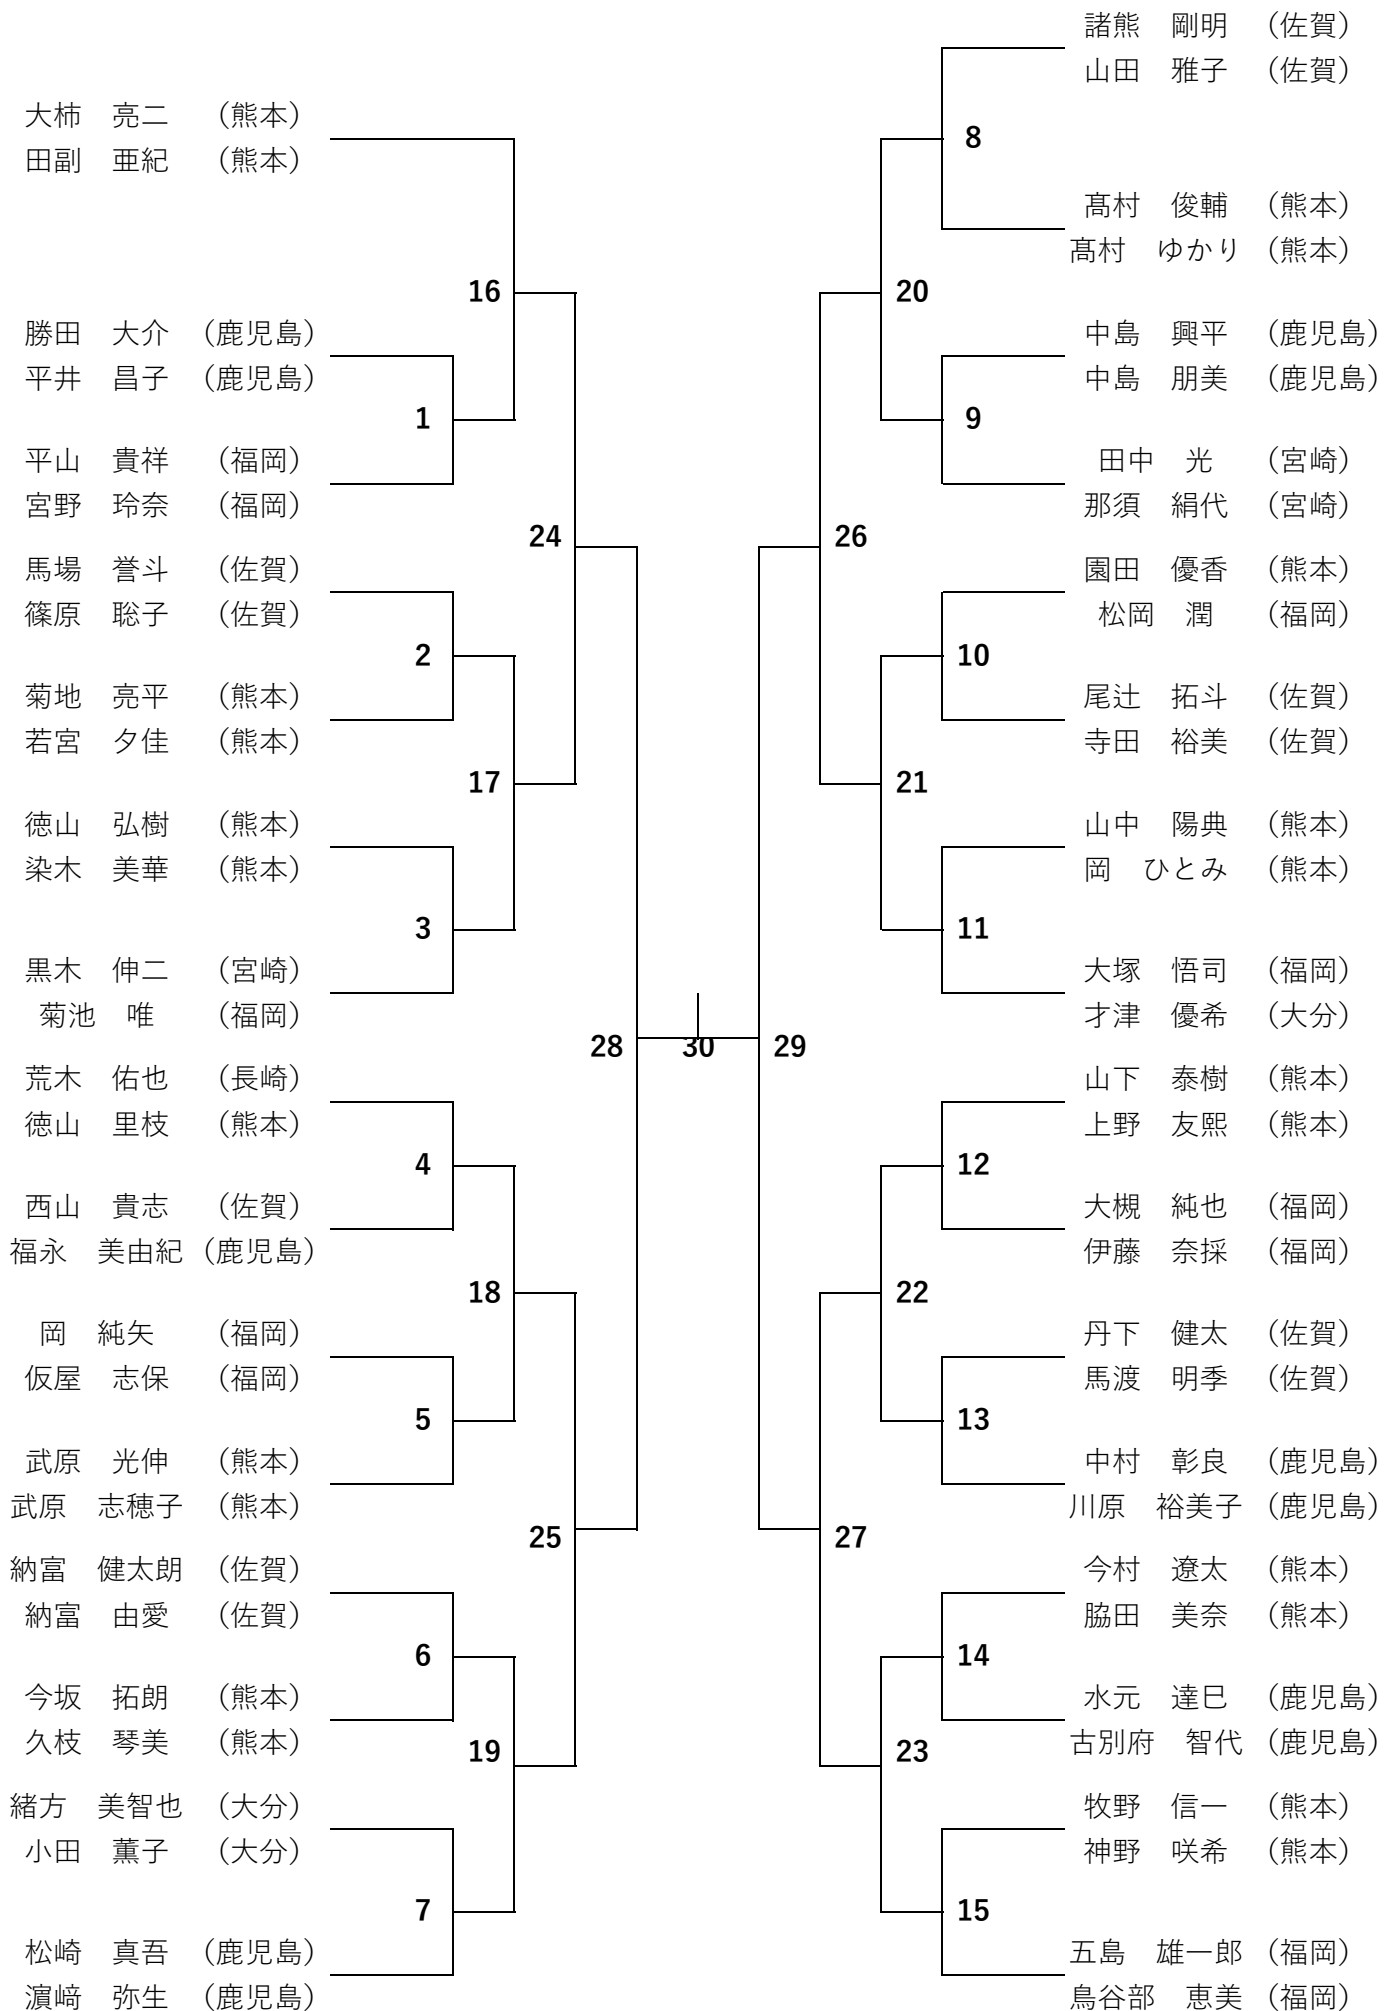 大柿　亮二　（熊本）
田副　亜紀　（熊本）
16
勝田　大介　（鹿児島）
平井　昌子　（鹿児島）
1
平山　貴祥　（福岡）
宮野　玲奈　（福岡）
24
馬場　誉斗　（佐賀）
篠原　聡子　（佐賀）
2
菊地　亮平　（熊本）
若宮　夕佳　（熊本）
17
徳山　弘樹　（熊本）
染木　美華　（熊本）
3
黒木　伸二　（宮崎）
菊池　唯　（福岡）
28
荒木　佑也　（長崎）
徳山　里枝　（熊本）
4
西山　貴志　（佐賀）
福永　美由紀　（鹿児島）
18
岡　純矢　（福岡）
仮屋　志保　（福岡）
5
武原　光伸　（熊本）
武原　志穂子　（熊本）
25
納富　健太朗　（佐賀）
納富　由愛　（佐賀）
6
今坂　拓朗　（熊本）
久枝　琴美　（熊本）
19
緒方　美智也　（大分）
小田　薫子　（大分）
7
松崎　真吾　（鹿児島）
濵﨑　弥生　（鹿児島）
30
諸熊　剛明　（佐賀）
山田　雅子　（佐賀）
8
髙村　俊輔　（熊本）
髙村　ゆかり　（熊本）
20
中島　興平　（鹿児島）
中島　朋美　（鹿児島）
9
田中　光　（宮崎）
那須　絹代　（宮崎）
26
園田　優香　（熊本）
松岡　潤　（福岡）
10
尾辻　拓斗　（佐賀）
寺田　裕美　（佐賀）
21
山中　陽典　（熊本）
岡　ひとみ　（熊本）
11
大塚　悟司　（福岡）
才津　優希　（大分）
29
山下　泰樹　（熊本）
上野　友熙　（熊本）
12
大槻　純也　（福岡）
伊藤　奈採　（福岡）
22
丹下　健太　（佐賀）
馬渡　明季　（佐賀）
13
中村　彰良　（鹿児島）
川原　裕美子　（鹿児島）
27
今村　遼太　（熊本）
脇田　美奈　（熊本）
14
水元　達巳　（鹿児島）
古別府　智代　（鹿児島）
23
牧野　信一　（熊本）
神野　咲希　（熊本）
15
五島　雄一郎　（福岡）
鳥谷部　恵美　（福岡）